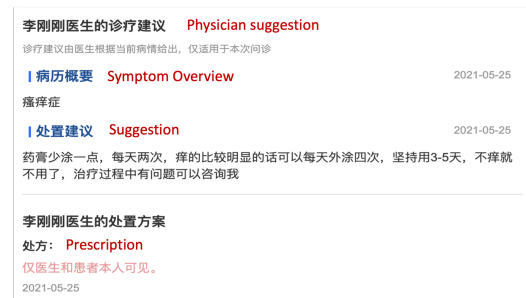 李刚刚医生的诊疗建议 Physician suggestion
诊疗建议由医生根据当前病情给出，仅适用于本次问诊
病历概要 Symptom Overview 2021-05-25
瘙痒症
处置建议 Suggestion 2021-05-25
药膏少涂一点，每天两次，痒的比较明显的话可以每天外涂四次，坚持用3-5天，不痒就
不用了，治疗过程中有问题可以咨询我
李刚刚医生的处置方案
处方： Prescription
仅医生和患者本人可见。
2021-05-25